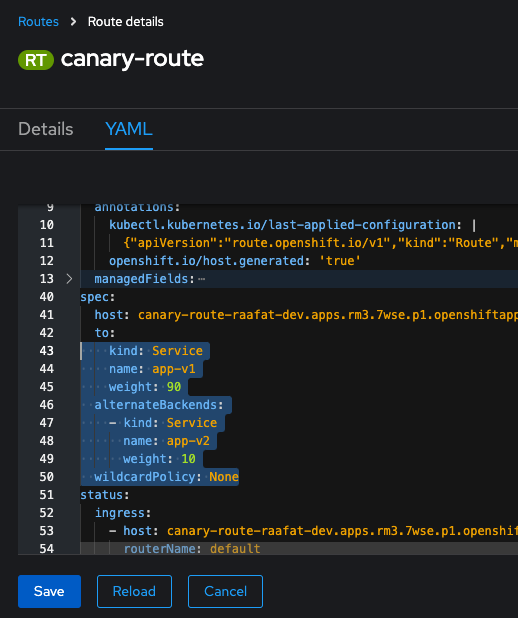 Routes > Route details
RT canary-route
Details YAML
9 annotations:
10 kubectl.kubernetes.io/last-applied-configuration: |
11 {"apiVersion":"route.openshift.io/v1","kind":"Route","m
12 openshift.io/host.generated: 'true'
13 > managedFields:⋯
40 spec:
41 host: canary-route-raafat-dev.apps.rm3.7wse.p1.openshiftapp
42 to:
43 kind: Service
44 name: app-v1
45 weight: 90
46 alternateBackends:
47 - kind: Service
48 name: app-v2
49 weight: 10
50 wildcardPolicy: None
51 status:
52 ingress:
53 - host: canary-route-raafat-dev.apps.rm3.7wse.p1.openshif
54 routerName: default
Save Reload Cancel